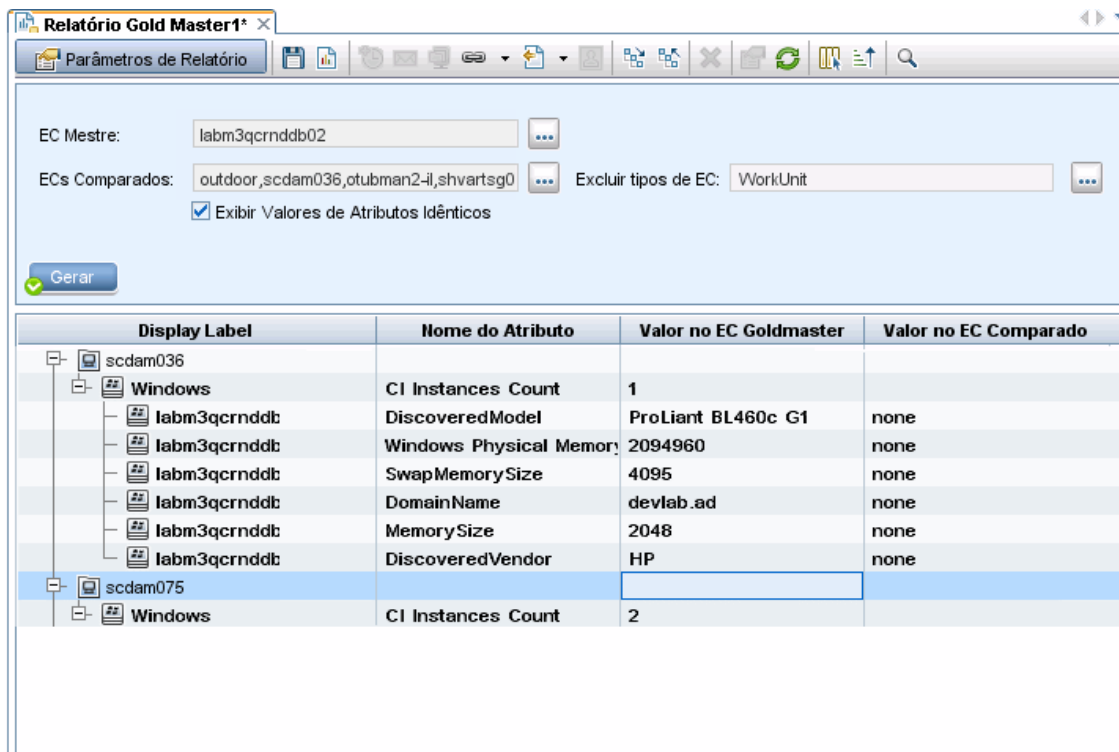 Relatório Gold Master1*
Parâmetros de Relatório
EC Mestre: labm3qcrnddb02 ...
ECs Comparados: outdoor,scdam036,otubman2-il,shvartsg0 ... Excluir tipos de EC: WorkUnit ...
Exibir Valores de Atributos Idênticos
Gerar
Display Label Nome do Atributo Valor no EC Goldmaster Valor no EC Comparado
scdam036
Windows CI Instances Count 1
labm3qcrnddb DiscoveredModel ProLiant BL460c G1 none
labm3qcrnddb Windows Physical Memory 2094960 none
labm3qcrnddb SwapMemorySize 4095 none
labm3qcrnddb DomainName devlab.ad none
labm3qcrnddb MemorySize 2048 none
labm3qcrnddb DiscoveredVendor HP none
scdam075
Windows CI Instances Count 2